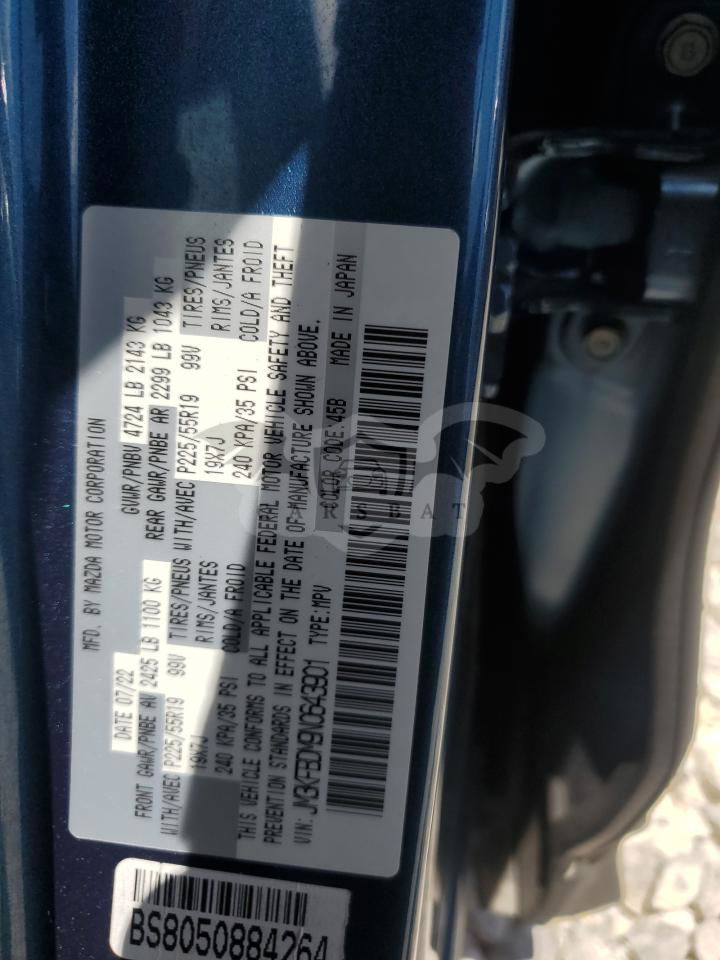 MFD. BY MAZDA MOTOR CORPORATION
DATE 07/22 GVWR/PNBV 4724 LB 2143 KG
FRONT GAWR/PNBE AV 2425 LB 1100 KG REAR GAWR/PNBE AR 2299 LB 1043 KG
WITH/AVEC P225/55R19 99V TIRES/PNEUS WITH/AVEC P225/55R19 99V TIRES/PNEUS
19X7J RIMS/JANTES 19X7J RIMS/JANTES
240 KPA/35 PSI COLD/A FROID 240 KPA/35 PSI COLD/A FROID
THIS VEHICLE CONFORMS TO ALL APPLICABLE FEDERAL MOTOR VEHICLE SAFETY AND THEFT
PREVENTION STANDARDS IN EFFECT ON THE DATE OF MANUFACTURE SHOWN ABOVE.
VIN: JM3KFBDM9N0643901 TYPE:MPV COLOR CODE:45B MADE IN JAPAN
BS8050884264
ARSBAT